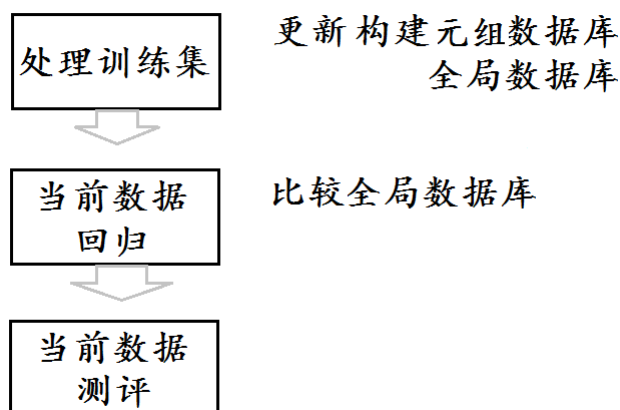 处理训练集
更新构建元组数据库
全局数据库
当前数据
回归
比较全局数据库
当前数据
测评